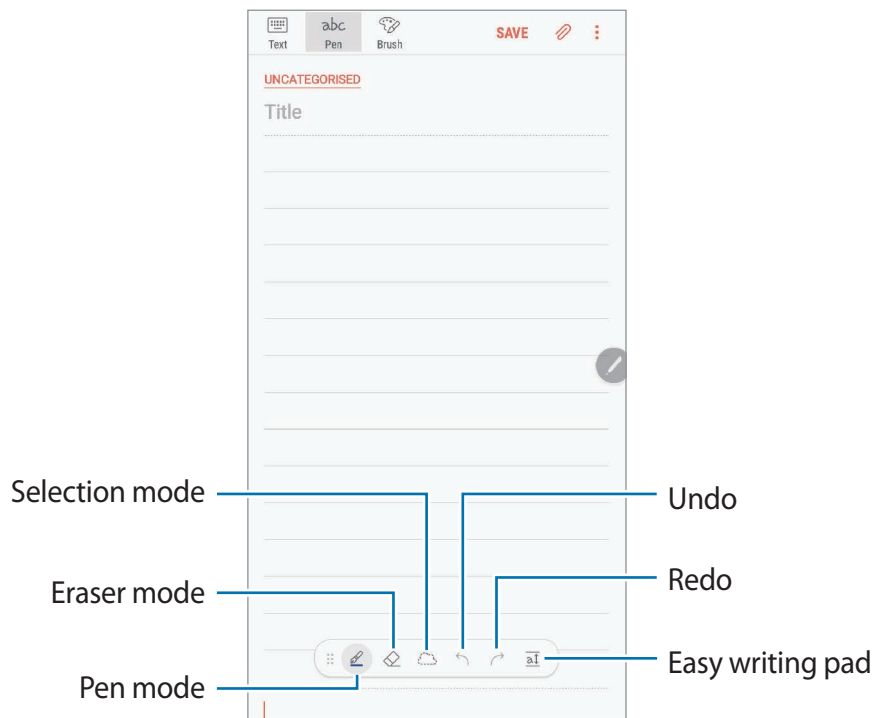 abc
Text Pen Brush SAVE
UNCATEGORISED
Title
Selection mode
Undo
Eraser mode
Redo
a
Pen mode
Easy writing pad